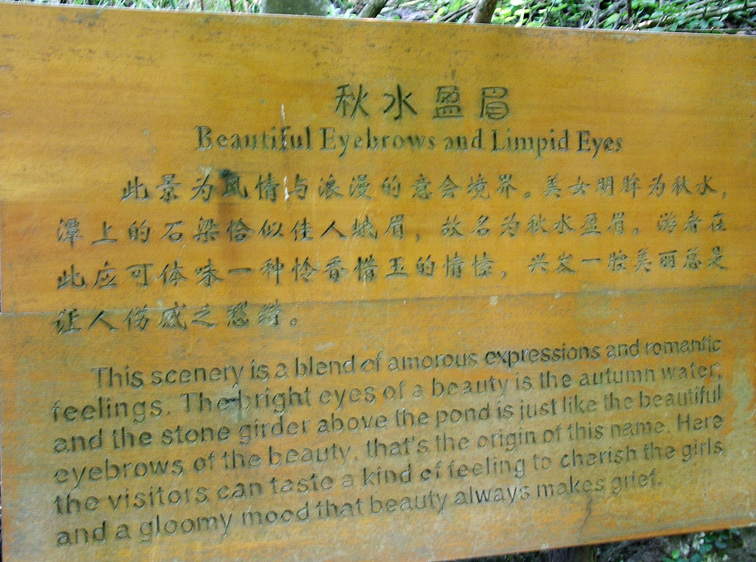 秋水盈眉
Beautiful Eyebrows and Limpid Eyes
此景为风情与浪漫的意会境界。美女明眸为秋水，
潭上的石梁恰似佳人娥眉，故名为秋水盈眉。游者在
此应可体味一种怜香惜玉的情愫，兴发一腔美丽总是
让人伤感之愁绪。
This scenery is a blend of amorous expressions and romantic
feelings. The bright eyes of a beauty is the autumn water,
and the stone girder above the pond is just like the beautiful
eyebrows of the beauty, that's the origin of this name. Here
the visitors can taste a kind of feeling to cherish the girls,
and a gloomy mood that beauty always makes grief.